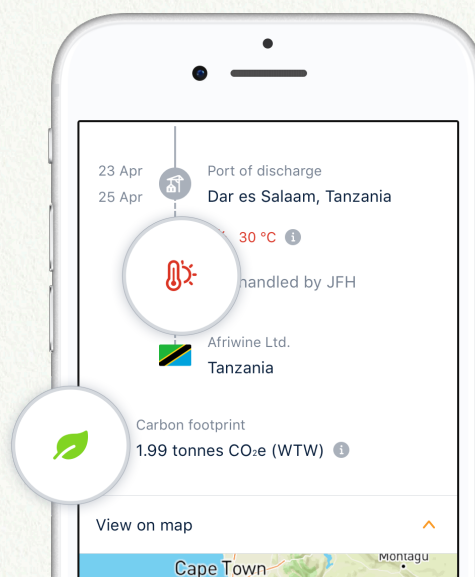 23 Apr
Port of discharge
25 Apr
Dar es Salaam, Tanzania
30 °C
handled by JFH
Afriwine Ltd.
Tanzania
Carbon footprint
1.99 tonnes CO₂e (WTW)
View on map
Cape Town
Montagu